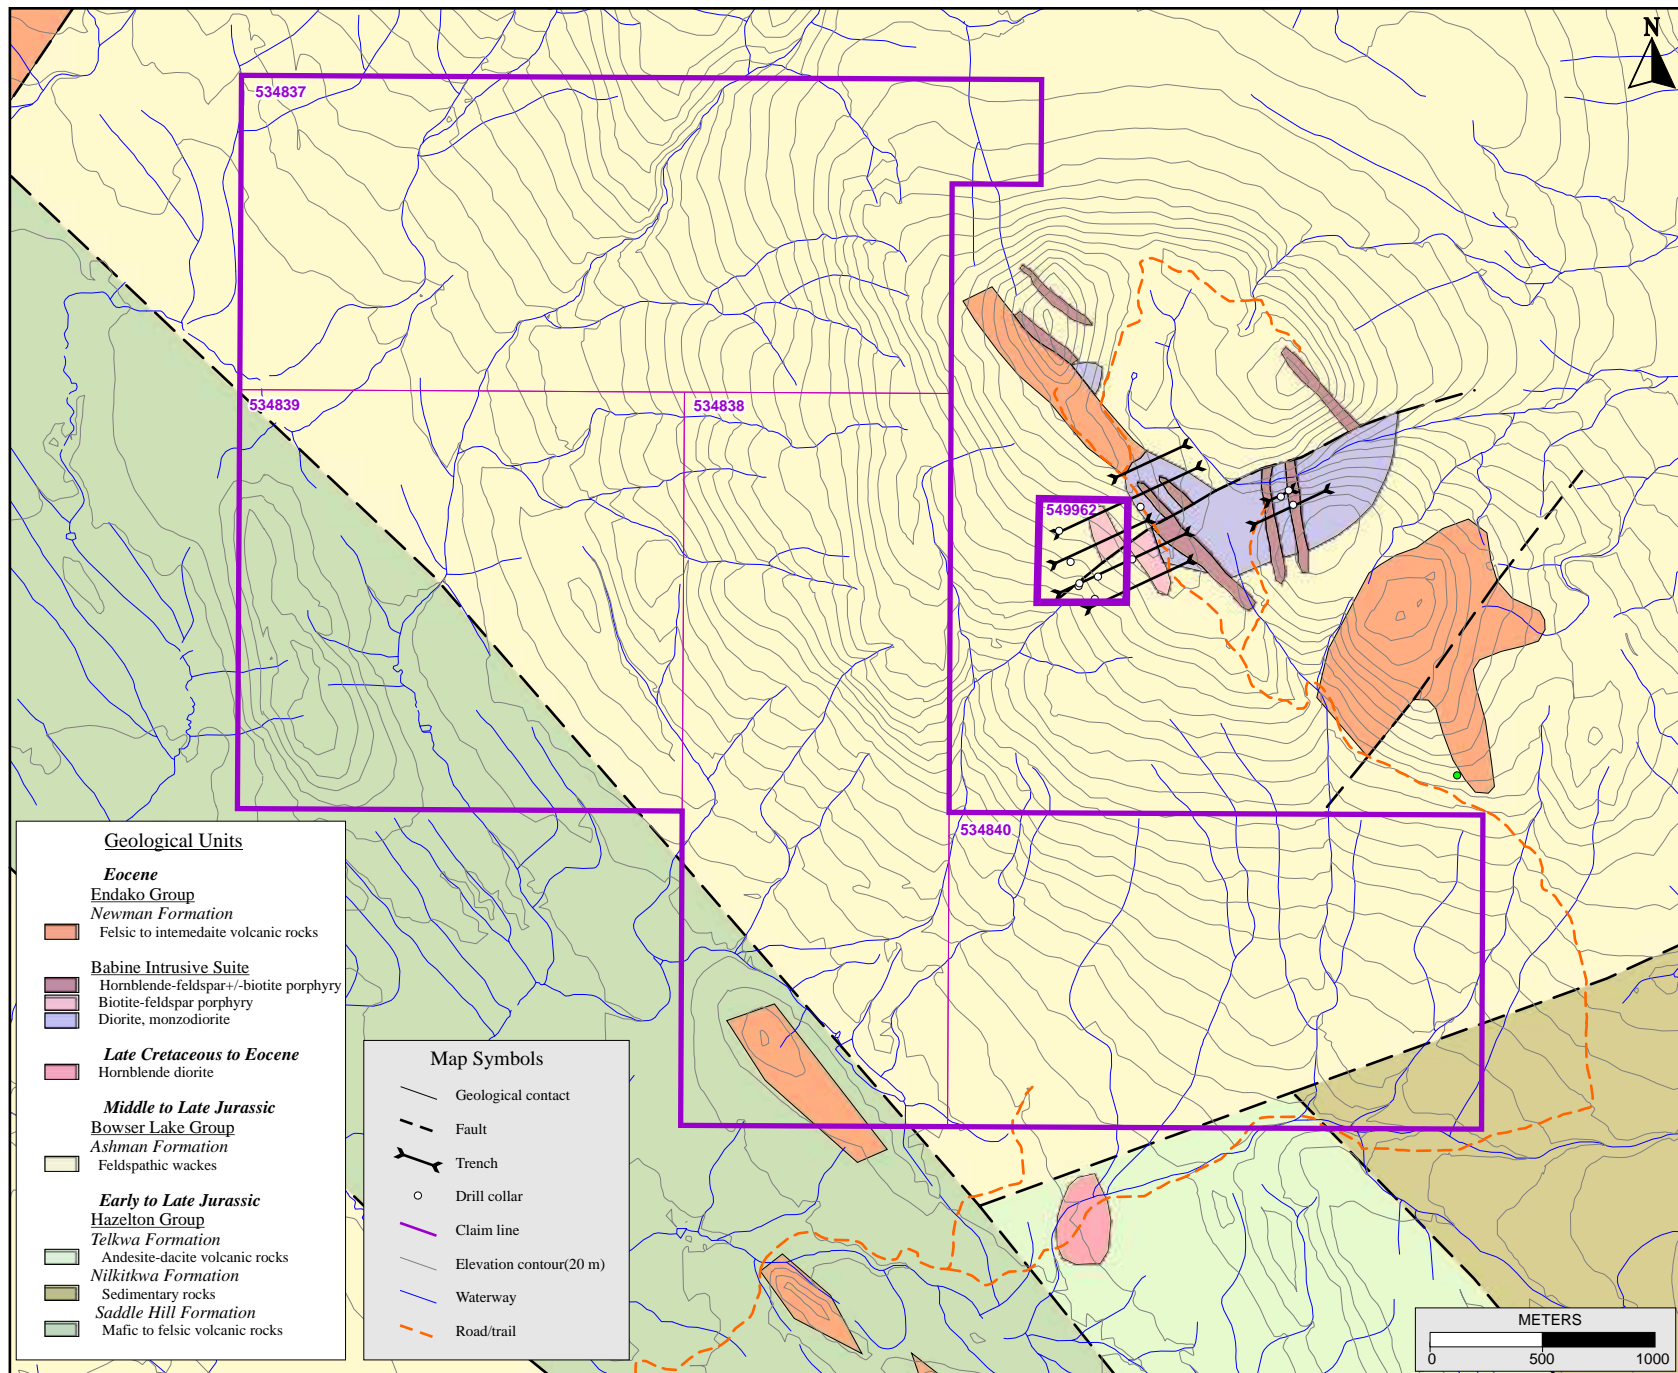 N
534837
534839
534838
549962
534840
Geological Units
Eocene
Endako Group
Newman Formation
Felsic to intemedaite volcanic rocks
Babine Intrusive Suite
Hornblende-feldspar+/-biotite porphyry
Biotite-feldspar porphyry
Diorite, monzodiorite
Late Cretaceous to Eocene
Hornblende diorite
Middle to Late Jurassic
Bowser Lake Group
Ashman Formation
Feldspathic wackes
Early to Late Jurassic
Hazelton Group
Telkwa Formation
Andesite-dacite volcanic rocks
Nilkitkwa Formation
Sedimentary rocks
Saddle Hill Formation
Mafic to felsic volcanic rocks
Map Symbols
Geological contact
Fault
Trench
Drill collar
Claim line
Elevation contour(20 m)
Waterway
Road/trail
METERS
0 500 1000